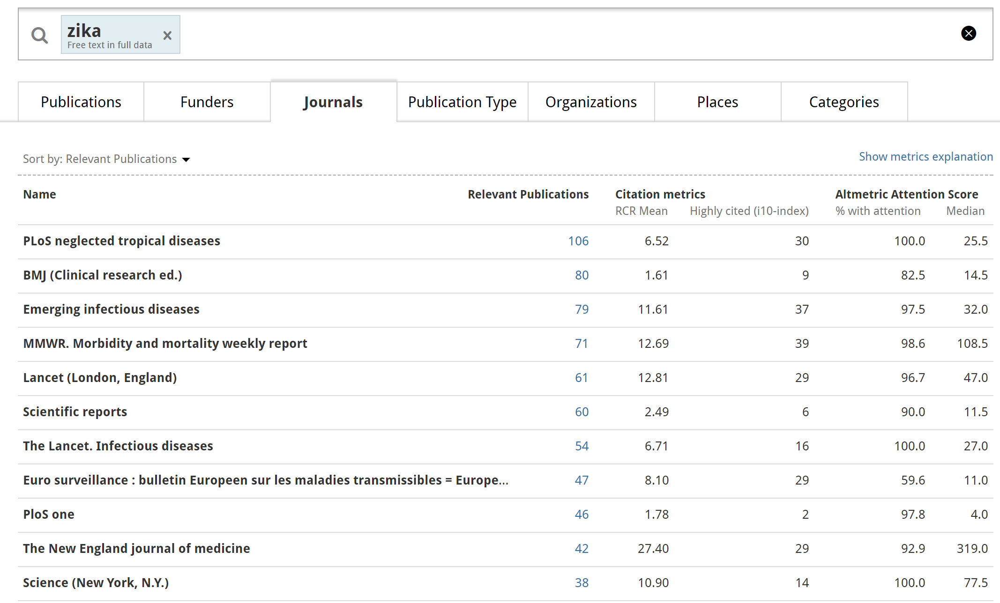 zika
Free text in full data
Publications Funders Journals Publication Type Organizations Places Categories
Sort by: Relevant Publications Show metrics explanation
Name Relevant Publications Citation metrics Altmetric Attention Score
RCR Mean Highly cited (i10-index) % with attention Median
PLoS neglected tropical diseases 106 6.52 30 100.0 25.5
BMJ (Clinical research ed.) 80 1.61 9 82.5 14.5
Emerging infectious diseases 79 11.61 37 97.5 32.0
MMWR. Morbidity and mortality weekly report 71 12.69 39 98.6 108.5
Lancet (London, England) 61 12.81 29 96.7 47.0
Scientific reports 60 2.49 6 90.0 11.5
The Lancet. Infectious diseases 54 6.71 16 100.0 27.0
Euro surveillance : bulletin Europeen sur les maladies transmissibles = Europe... 47 8.10 29 59.6 11.0
PloS one 46 1.78 2 97.8 4.0
The New England journal of medicine 42 27.40 29 92.9 319.0
Science (New York, N.Y.) 38 10.90 14 100.0 77.5